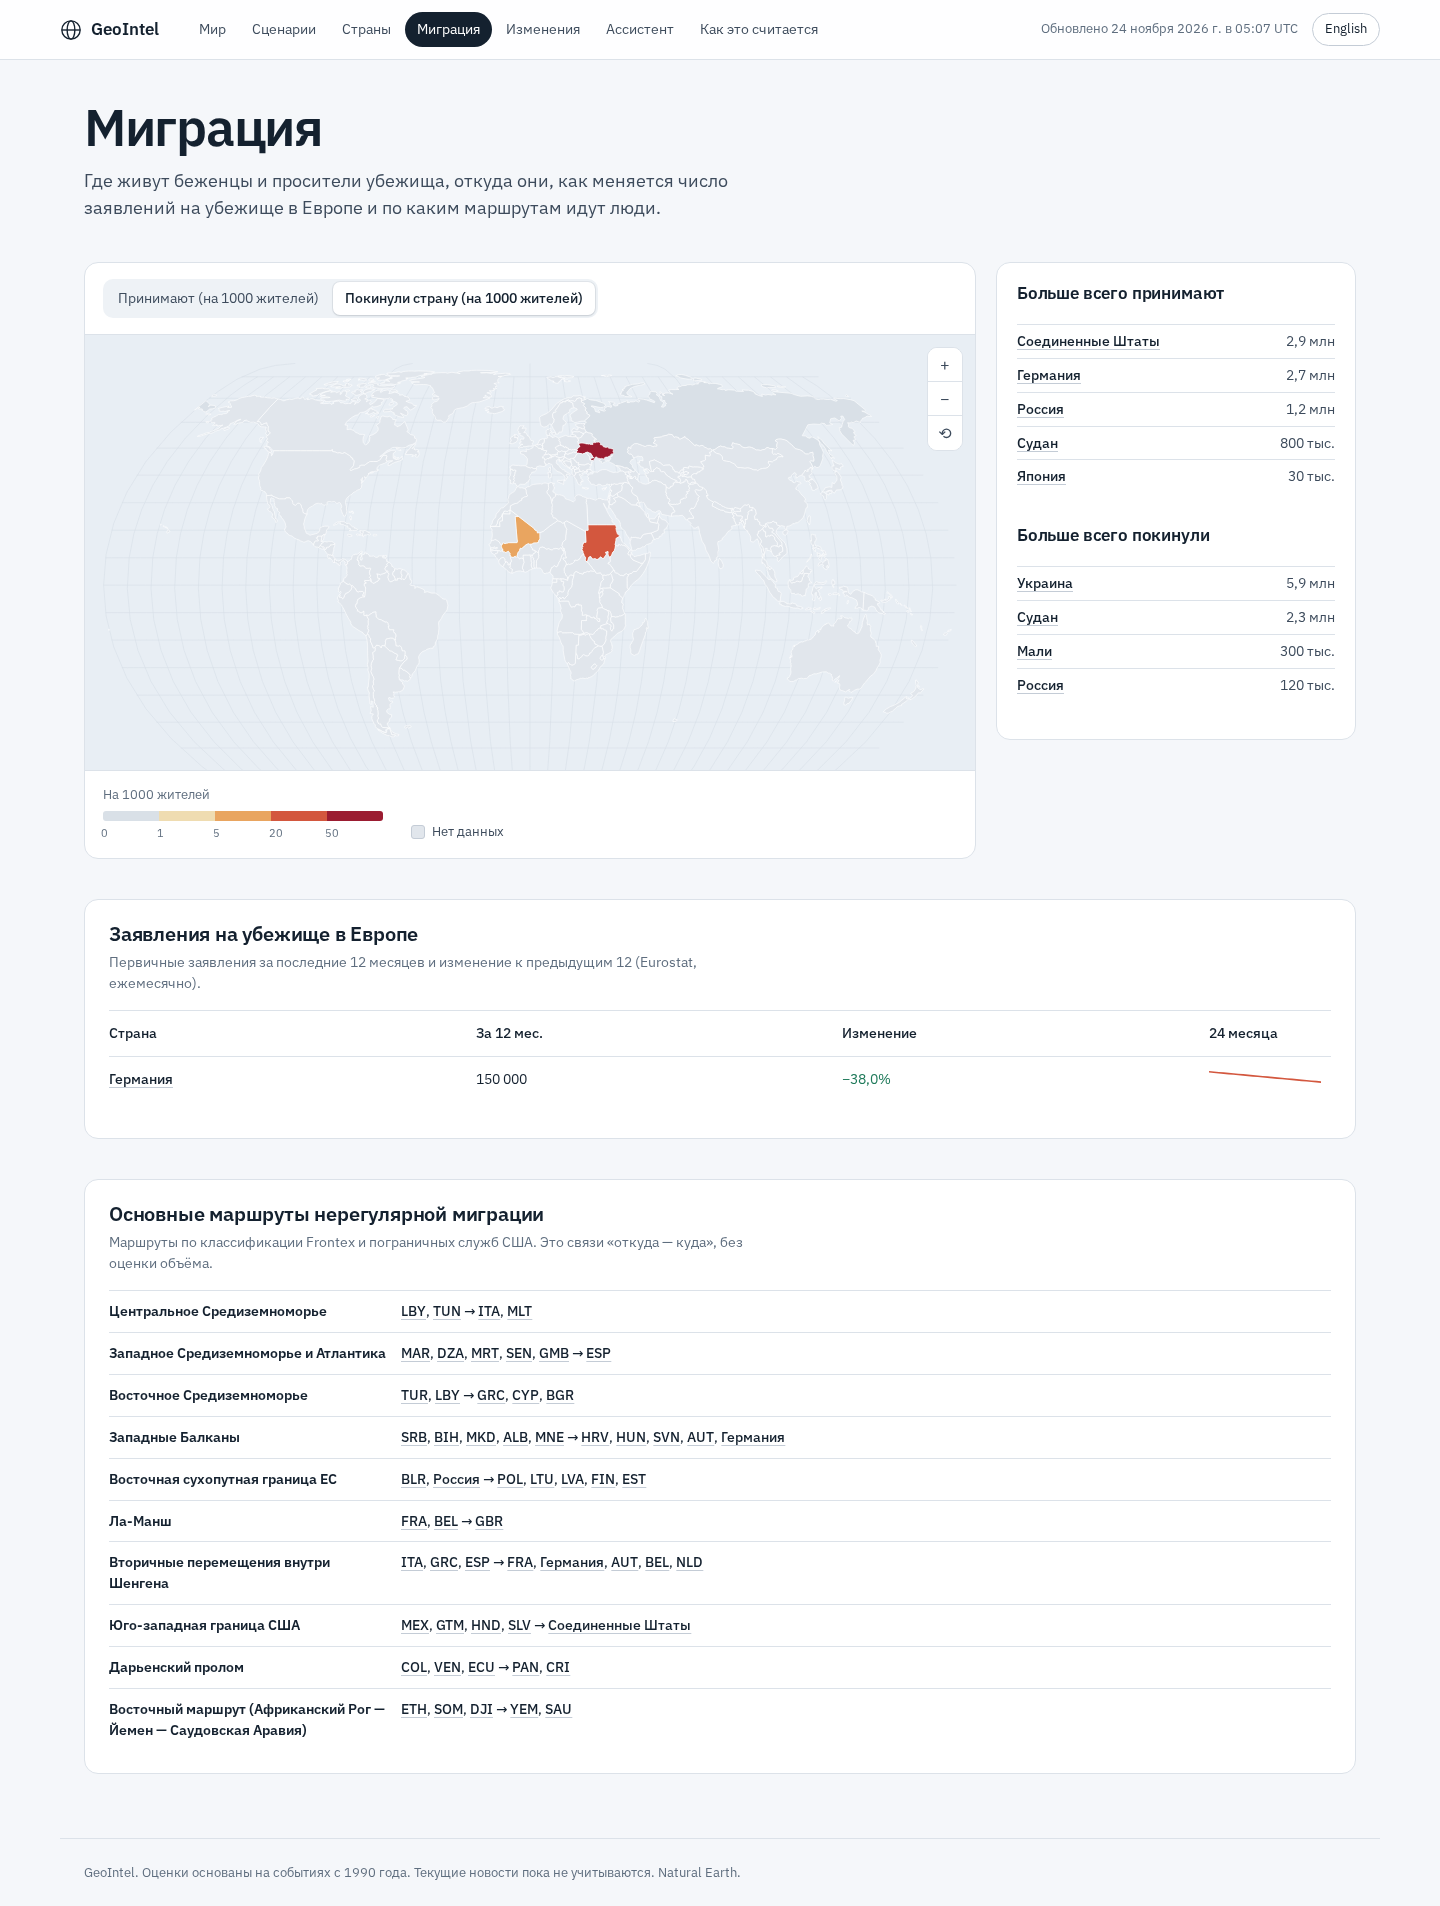 GeoIntel Мир Сценарии Страны Миграция Изменения Ассистент Как это считается Обновлено 24 ноября 2026 г. в 05:07 UTC English
Миграция
Где живут беженцы и просители убежища, откуда они, как меняется число
заявлений на убежище в Европе и по каким маршрутам идут люди.
Принимают (на 1000 жителей) Покинули страну (на 1000 жителей)
+
−
⟲
На 1000 жителей
0 1 5 20 50
Нет данных
Больше всего принимают
Соединенные Штаты 2,9 млн
Германия 2,7 млн
Россия 1,2 млн
Судан 800 тыс.
Япония 30 тыс.
Больше всего покинули
Украина 5,9 млн
Судан 2,3 млн
Мали 300 тыс.
Россия 120 тыс.
Заявления на убежище в Европе
Первичные заявления за последние 12 месяцев и изменение к предыдущим 12 (Eurostat,
ежемесячно).
Страна За 12 мес. Изменение 24 месяца
Германия 150 000 −38,0%
Основные маршруты нерегулярной миграции
Маршруты по классификации Frontex и пограничных служб США. Это связи «откуда — куда», без
оценки объёма.
Центральное Средиземноморье LBY, TUN → ITA, MLT
Западное Средиземноморье и Атлантика MAR, DZA, MRT, SEN, GMB → ESP
Восточное Средиземноморье TUR, LBY → GRC, CYP, BGR
Западные Балканы SRB, BIH, MKD, ALB, MNE → HRV, HUN, SVN, AUT, Германия
Восточная сухопутная граница ЕС BLR, Россия → POL, LTU, LVA, FIN, EST
Ла-Манш FRA, BEL → GBR
Вторичные перемещения внутри ITA, GRC, ESP → FRA, Германия, AUT, BEL, NLD
Шенгена
Юго-западная граница США MEX, GTM, HND, SLV → Соединенные Штаты
Дарьенский пролом COL, VEN, ECU → PAN, CRI
Восточный маршрут (Африканский Рог — ETH, SOM, DJI → YEM, SAU
Йемен — Саудовская Аравия)
GeoIntel. Оценки основаны на событиях с 1990 года. Текущие новости пока не учитываются. Natural Earth.